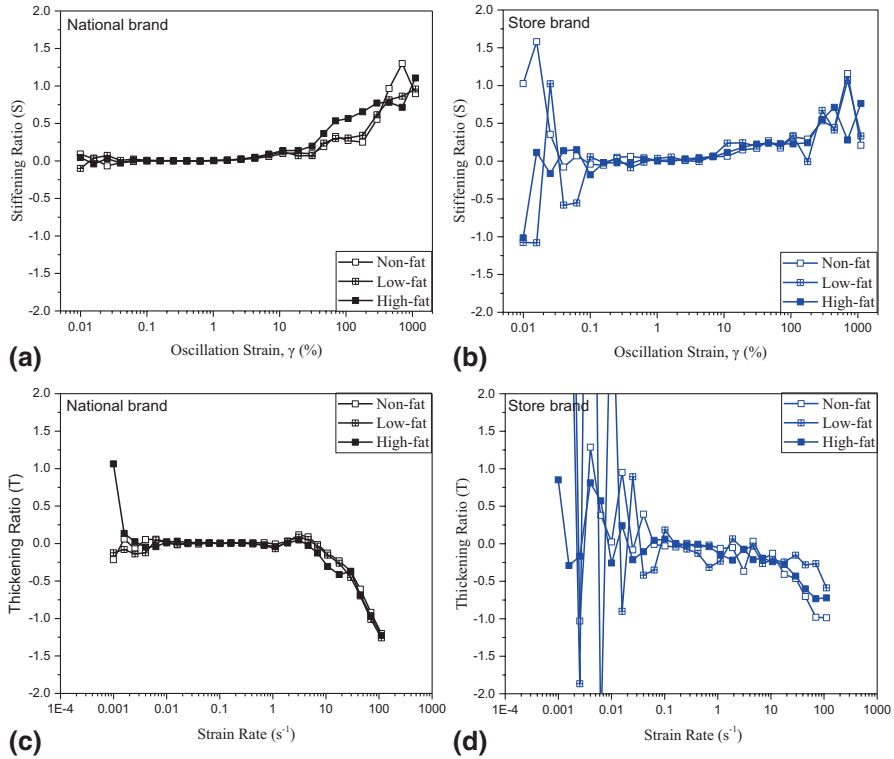 National brand
2.0
1.5
1.0
0.5
0.0
-0.5
-1.0
-1.5
-2.0
Stiffening Ratio (S)
Non-fat
Low-fat
High-fat
0.01 0.1 1 10 100 1000
Oscillation Strain, γ (%)
(a)
Store brand
2.0
1.5
1.0
0.5
0.0
-0.5
-1.0
-1.5
-2.0
Stiffening Ratio (S)
Non-fat
Low-fat
High-fat
0.01 0.1 1 10 100 1000
Oscillation Strain, γ (%)
(b)
National brand
2.0
1.5
1.0
0.5
0.0
-0.5
-1.0
-1.5
-2.0
Thickening Ratio (T)
Non-fat
Low-fat
High-fat
1E-4 0.001 0.01 0.1 1 10 100 1000
Strain Rate (s⁻¹)
(c)
Store brand
2.0
1.5
1.0
0.5
0.0
-0.5
-1.0
-1.5
-2.0
Thickening Ratio (T)
Non-fat
Low-fat
High-fat
1E-4 0.001 0.01 0.1 1 10 100 1000
Strain Rate (s⁻¹)
(d)